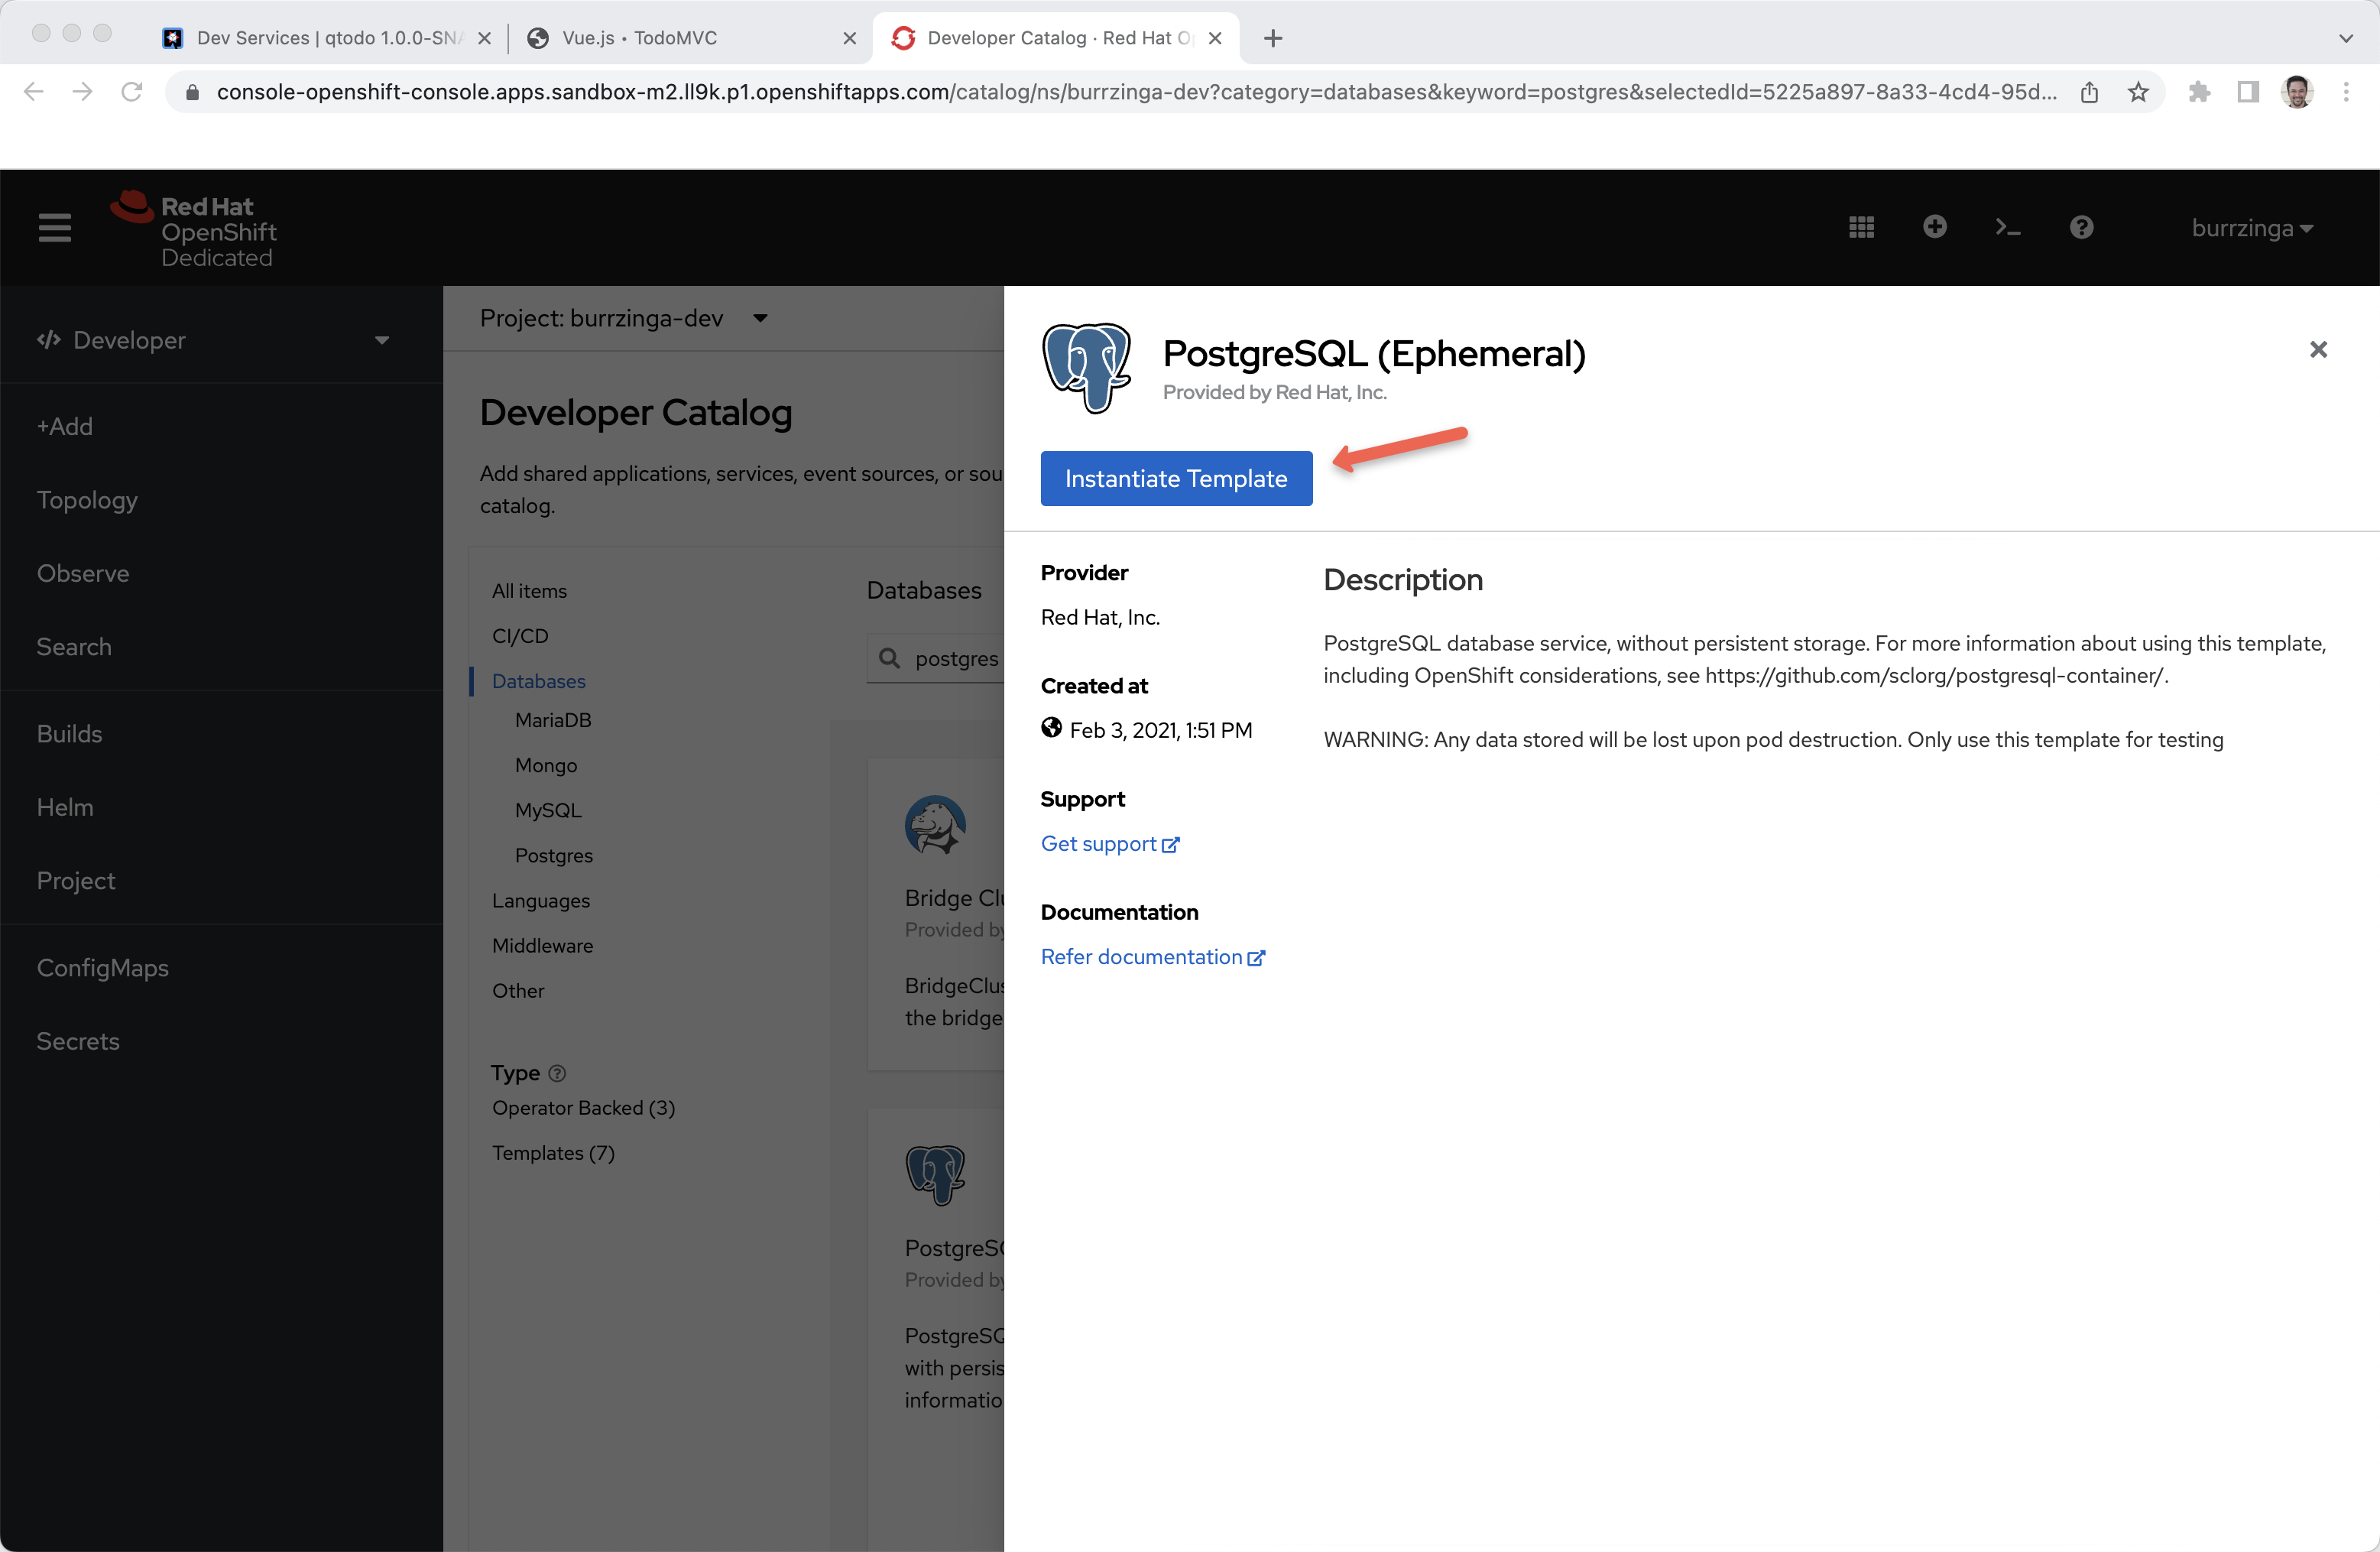 Dev Services | qtodo 1.0.0-SNA
Vue.js • TodoMVC
Developer Catalog · Red Hat O
console-openshift-console.apps.sandbox-m2.ll9k.p1.openshiftapps.com/catalog/ns/burrzinga-dev?category=databases&keyword=postgres&selectedId=5225a897-8a33-4cd4-95d...
Red Hat
OpenShift
Dedicated
burrzinga
Developer
+Add
Topology
Observe
Search
Builds
Helm
Project
ConfigMaps
Secrets
Project: burrzinga-dev
Developer Catalog
Add shared applications, services, event sources, or sou
catalog.
All items
CI/CD
Databases
MariaDB
Mongo
MySQL
Postgres
Languages
Middleware
Other
Type
Operator Backed (3)
Templates (7)
Databases
postgres
Bridge Clu
Provided by
BridgeClus
the bridge
PostgreSQ
Provided by
PostgreSQ
with persis
informatio
PostgreSQL (Ephemeral)
Provided by Red Hat, Inc.
Instantiate Template
Provider
Red Hat, Inc.
Created at
Feb 3, 2021, 1:51 PM
Support
Get support
Documentation
Refer documentation
Description
PostgreSQL database service, without persistent storage. For more information about using this template,
including OpenShift considerations, see https://github.com/sclorg/postgresql-container/.
WARNING: Any data stored will be lost upon pod destruction. Only use this template for testing